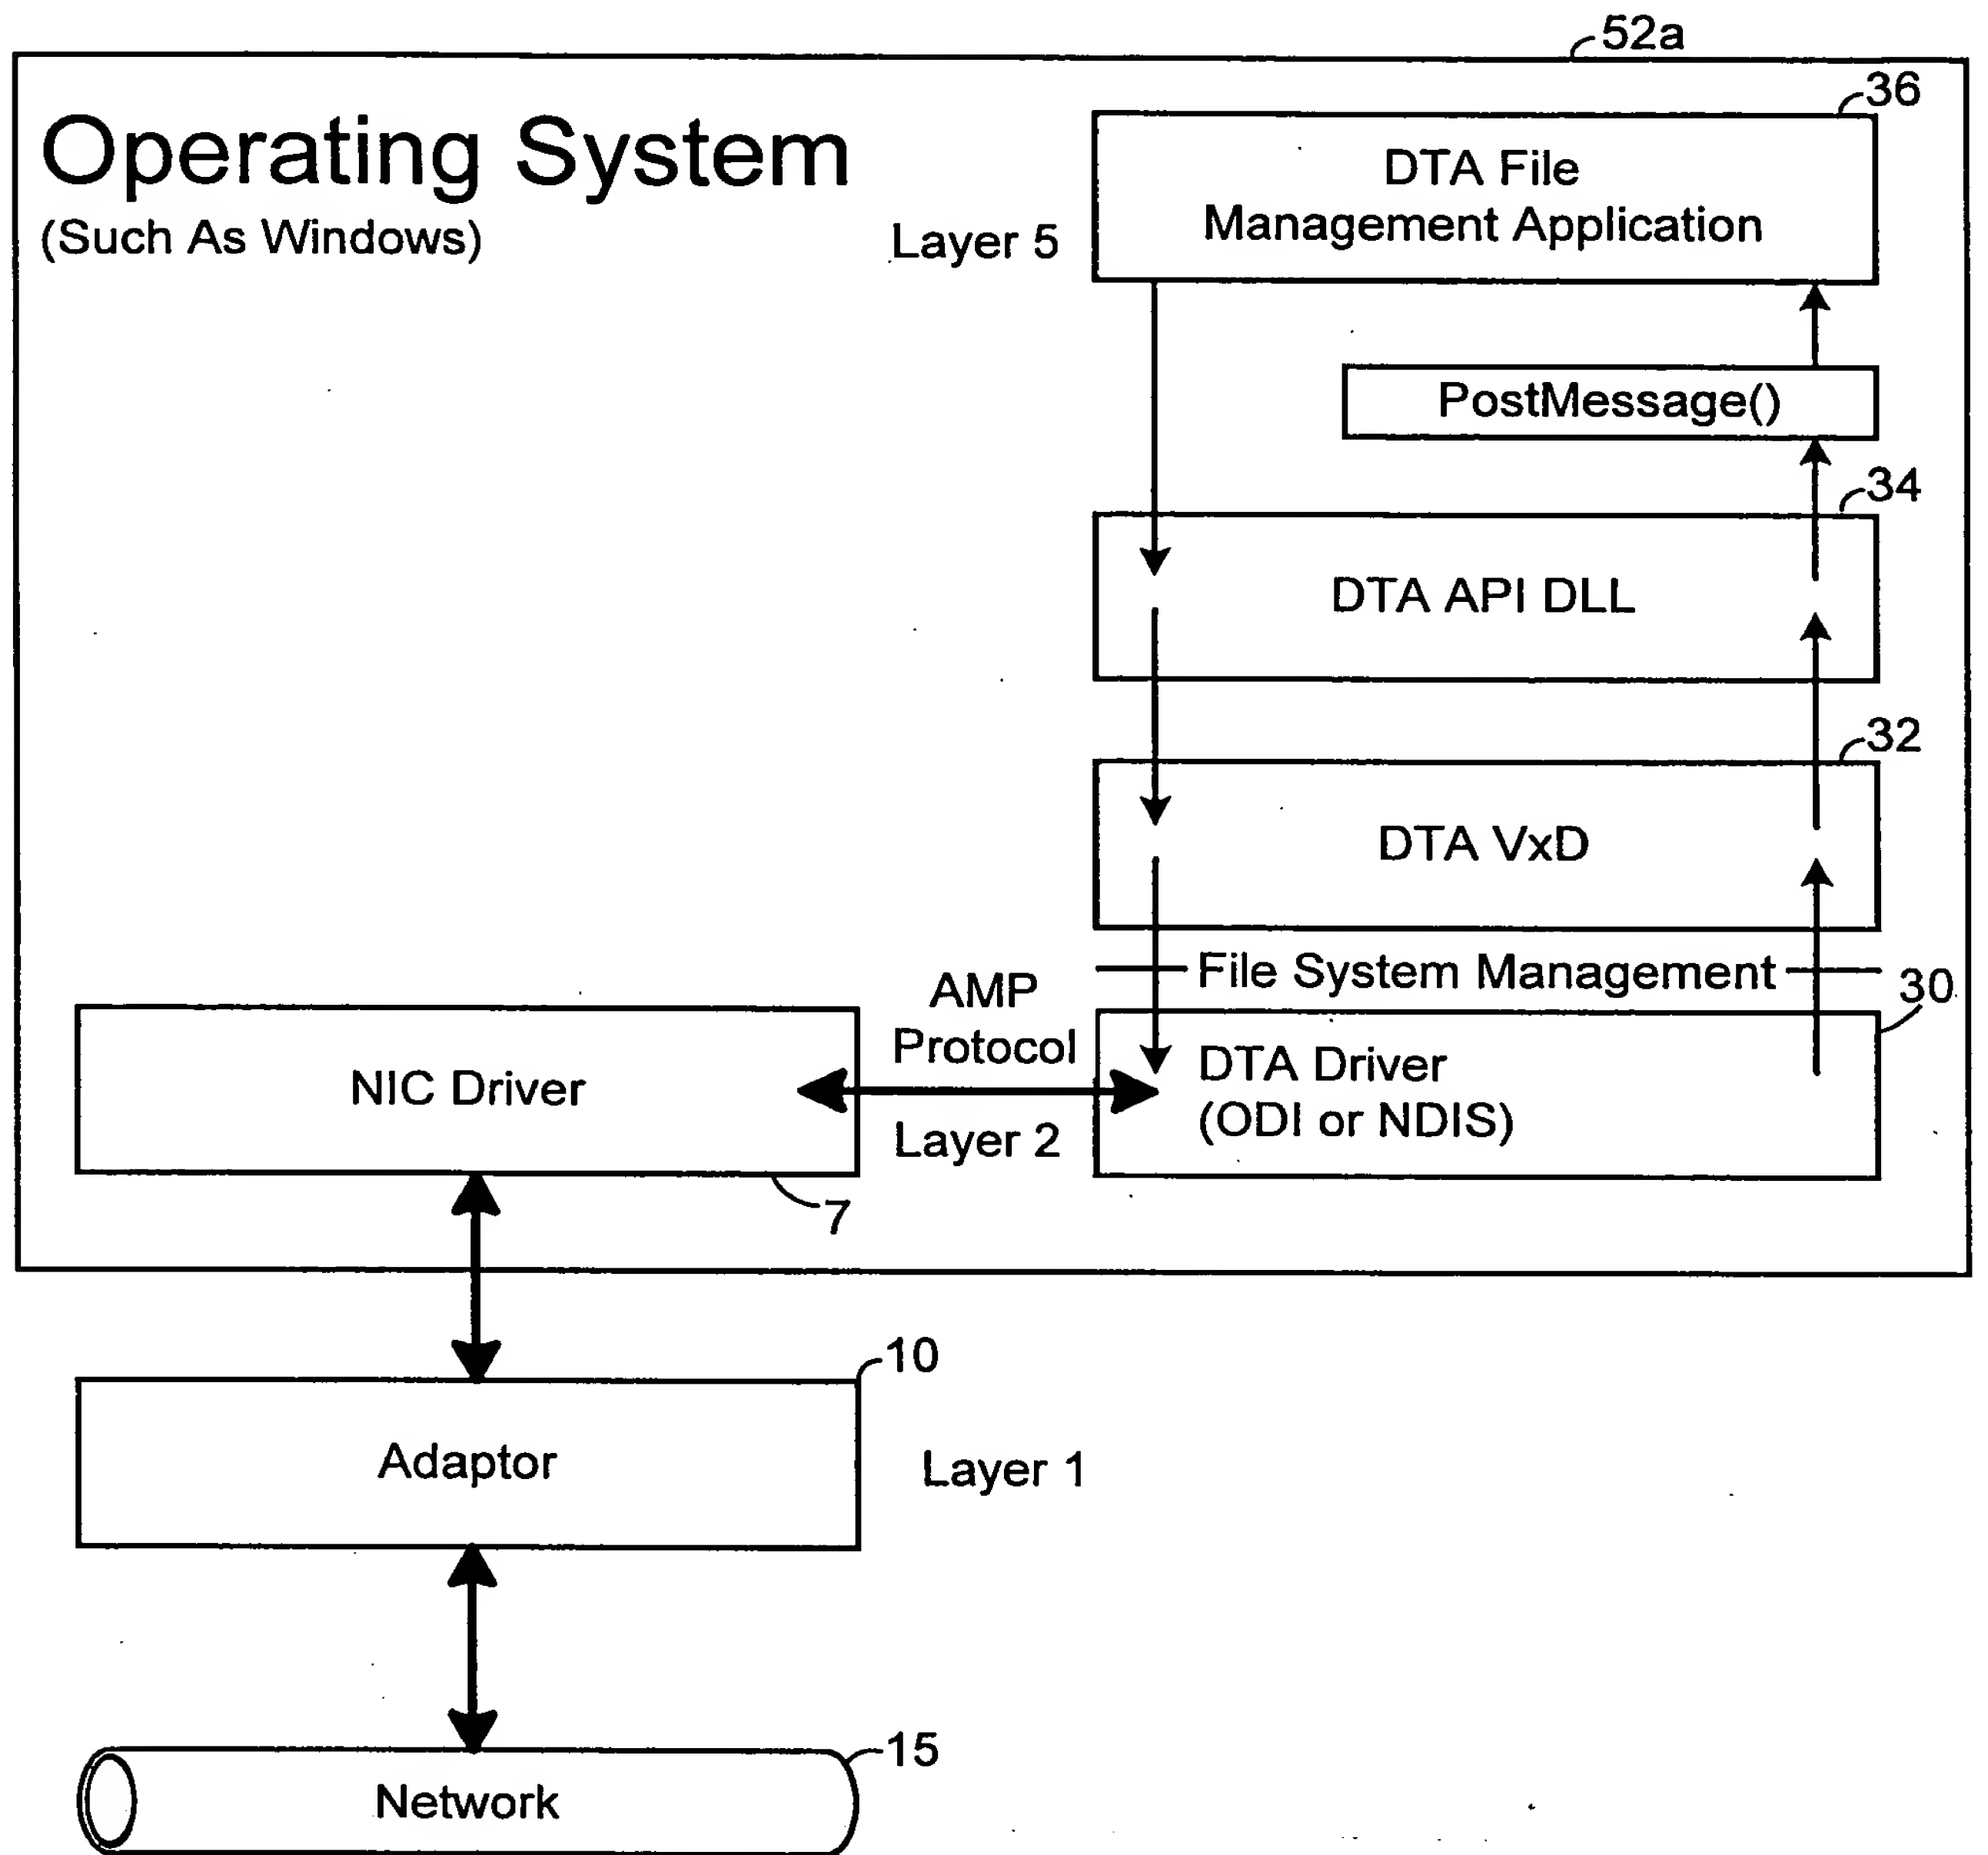 52a
36
Operating System
(Such As Windows)
Layer 5
DTA File
Management Application
PostMessage()
34
DTA API DLL
32
DTA VxD
File System Management
30
AMP
Protocol
Layer 2
NIC Driver
DTA Driver
(ODI or NDIS)
7
10
Adaptor
Layer 1
15
Network